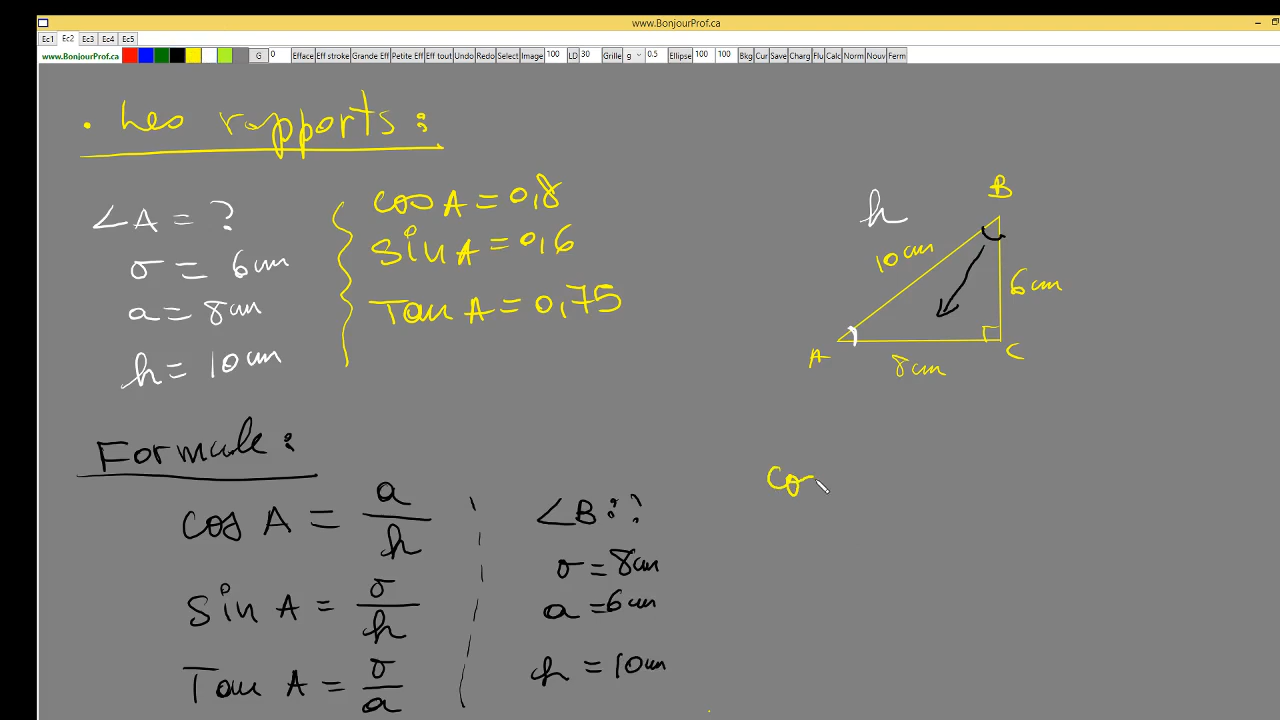 www.BonjourProf.ca
Ec1 Ec2 Ec3 Ec4 Ec5
www.BonjourProf.ca G 0 Efface Eff stroke Grande Eff Petite Eff Eff tout Undo Redo Select Image 100 LD 30 Grille g 0.5 Ellipse 100 100 Bkg Cur Save Charg Flu Calc Norm Nouv Ferm
• Les rapports:
∠A = ?
σ = 6cm
a = 8cm
h = 10cm
cos A = 0,8
sin A = 0,6
Tan A = 0,75
h
B
10cm
6cm
A
8cm
C
Formule:
cos A = a/h
sin A = σ/h
Tan A = σ/a
∠B ??
σ = 8cm
a = 6cm
h = 10cm
co